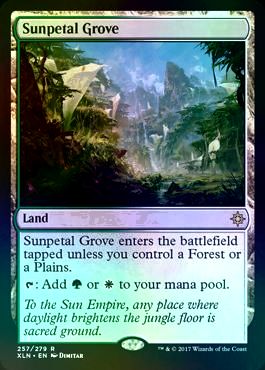 Sunpetal Grove
Land
Sunpetal Grove enters the battlefield
tapped unless you control a Forest or
a Plains.
: Add or to your mana pool.
To the Sun Empire, any place where
daylight brightens the jungle floor is
sacred ground.
257/279 R
XLN • EN Dimitar
™ & © 2017 Wizards of the Coast